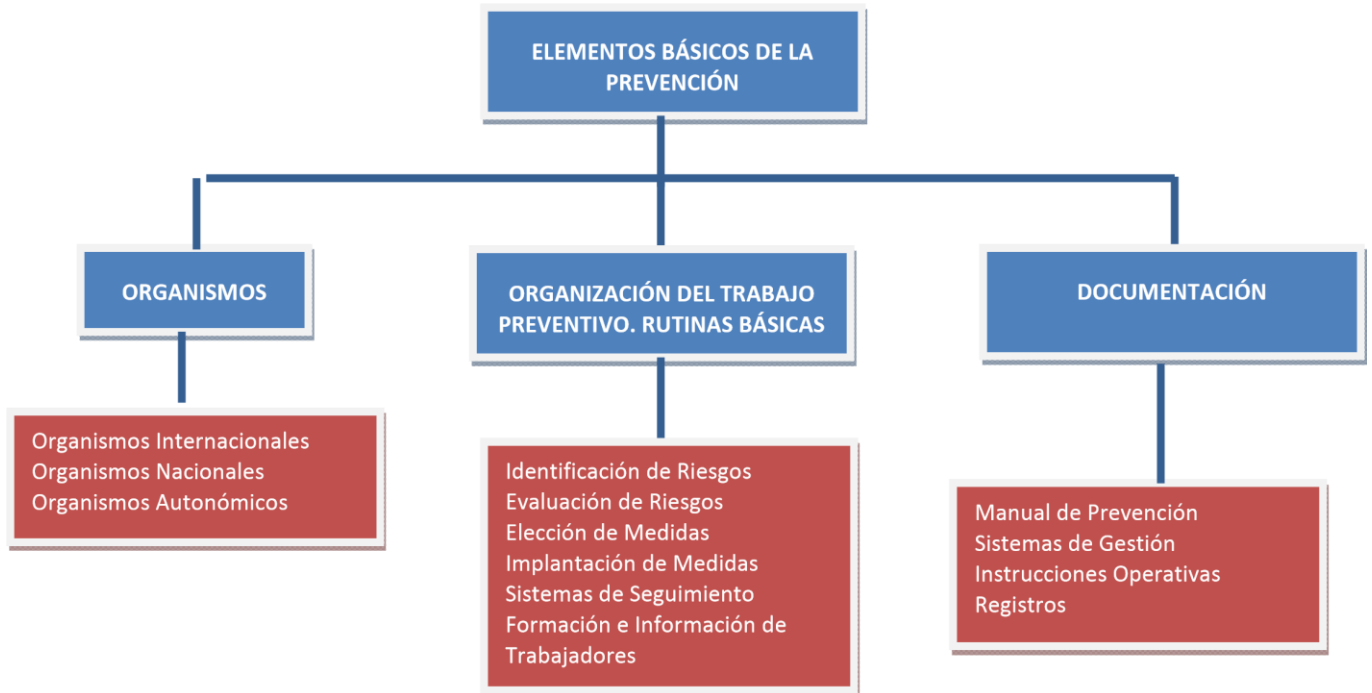 ELEMENTOS BÁSICOS DE LA
PREVENCIÓN
ORGANISMOS
Organismos Internacionales
Organismos Nacionales
Organismos Autonómicos
ORGANIZACIÓN DEL TRABAJO
PREVENTIVO. RUTINAS BÁSICAS
Identificación de Riesgos
Evaluación de Riesgos
Elección de Medidas
Implantación de Medidas
Sistemas de Seguimiento
Formación e Información de
Trabajadores
DOCUMENTACIÓN
Manual de Prevención
Sistemas de Gestión
Instrucciones Operativas
Registros